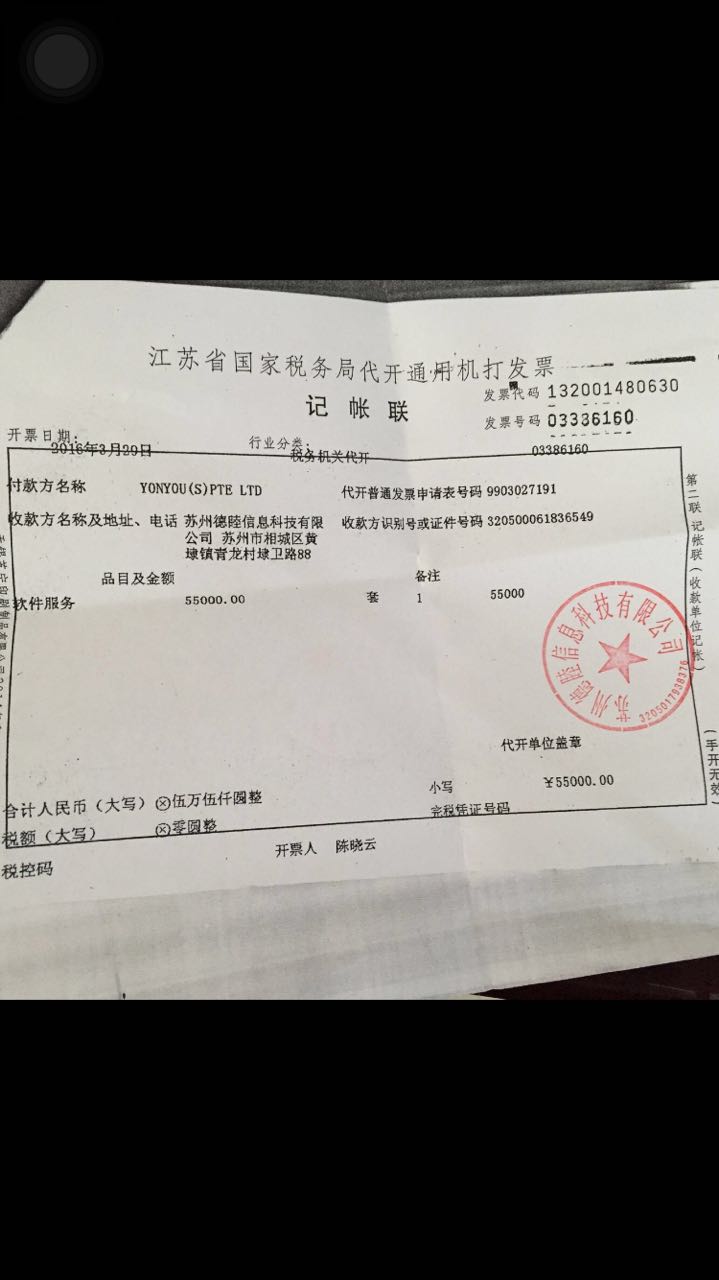 江苏省国家税务局代开通用机打发票
记帐联
发票代码 132001480630
发票号码 03336160
开票日期:
2016年3月29日
行业分类:
税务机关代开
03386160
付款方名称 YONYOU(S)PTE LTD 代开普通发票申请表号码 9903027191
收款方名称及地址、电话 苏州德睦信息科技有限 收款方识别号或证件号码 320500061836549
公司 苏州市相城区黄
埭镇青龙村埭卫路88
品目及金额 备注
软件服务 55000.00 套 1 55000
苏州德睦信息科技有限公司
3205017938376
代开单位盖章
合计人民币（大写） ⊗伍万伍仟圆整 小写 ￥55000.00
税额（大写） ⊗零圆整 完税凭证号码
税控码
开票人 陈晓云
第二联 记帐联（收款单位记帐）
（手开无效）